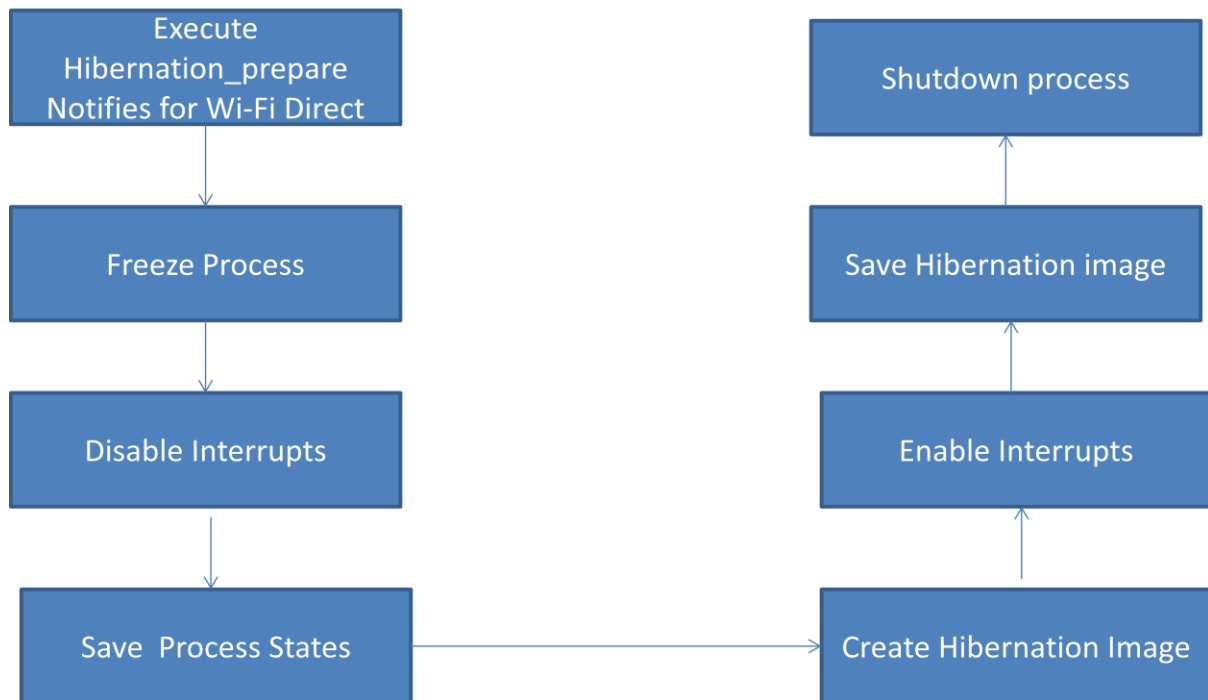 Execute
Hibernation_prepare
Notifies for Wi-Fi Direct
Freeze Process
Disable Interrupts
Save  Process States
Create Hibernation Image
Enable Interrupts
Save Hibernation image
Shutdown process